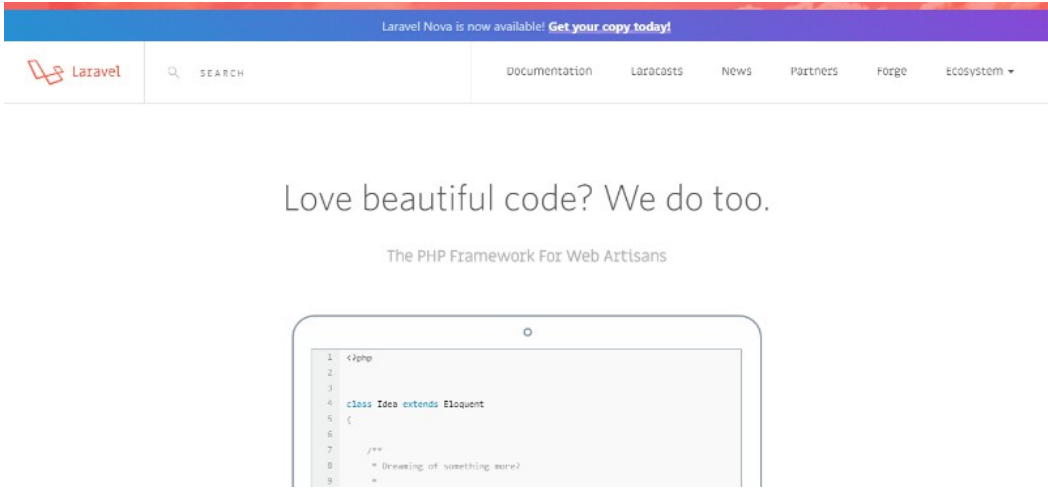 Laravel Nova is now available! Get your copy today!
Laravel SEARCH Documentation Laracasts News Partners Forge Ecosystem
Love beautiful code? We do too.
The PHP Framework For Web Artisans
1 <?php
2
3
4 class Idea extends Eloquent
5 {
6
7 /**
8 * Dreaming of something more?
9 *